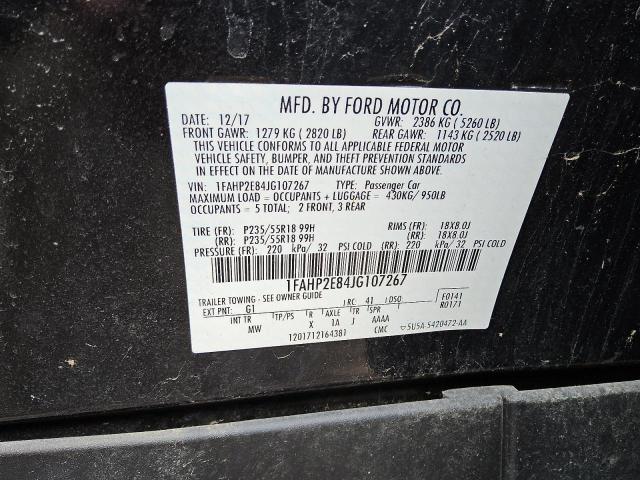 MFD. BY FORD MOTOR CO.
DATE: 12/17 GVWR: 2386 KG ( 5260 LB)
FRONT GAWR: 1279 KG ( 2820 LB) REAR GAWR: 1143 KG ( 2520 LB)
THIS VEHICLE CONFORMS TO ALL APPLICABLE FEDERAL MOTOR
VEHICLE SAFETY, BUMPER, AND THEFT PREVENTION STANDARDS
IN EFFECT ON THE DATE OF MANUFACTURE SHOWN ABOVE.
VIN: 1FAHP2E84JG107267 TYPE: Passenger Car
MAXIMUM LOAD = OCCUPANTS + LUGGAGE = 430KG/ 950LB
OCCUPANTS = 5 TOTAL; 2 FRONT, 3 REAR
TIRE (FR): P235/55R18 99H RIMS (FR): 18X8.0J
(RR): P235/55R18 99H (RR): 18X8.0J
PRESSURE (FR): 220 kPa/ 32 PSI COLD (RR): 220 kPa/ 32 PSI COLD
1FAHP2E84JG107267
TRAILER TOWING - SEE OWNER GUIDE
EXT PNT: G1 RC: 41 DSO: F0141
R0171
INT TR TP/PS R AXLE TR SPR
MW X 1A J AAAA
1201712164381 CMC 5U5A-5420472-AA